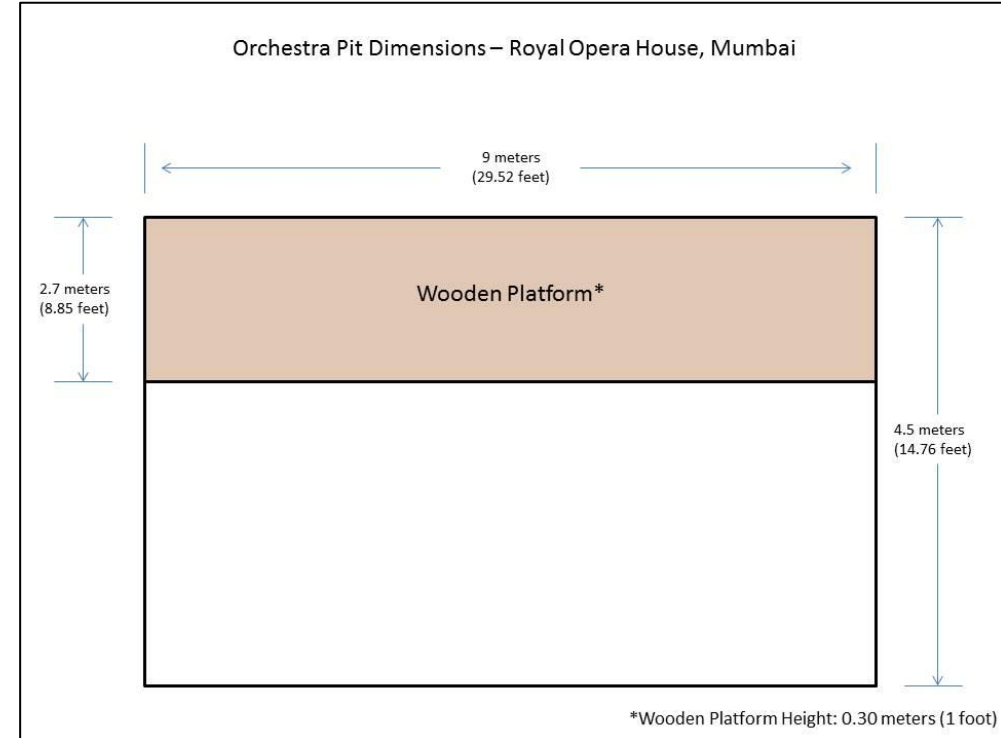 Orchestra Pit Dimensions – Royal Opera House, Mumbai
9 meters
(29.52 feet)
2.7 meters
(8.85 feet)
Wooden Platform*
4.5 meters
(14.76 feet)
*Wooden Platform Height: 0.30 meters (1 foot)